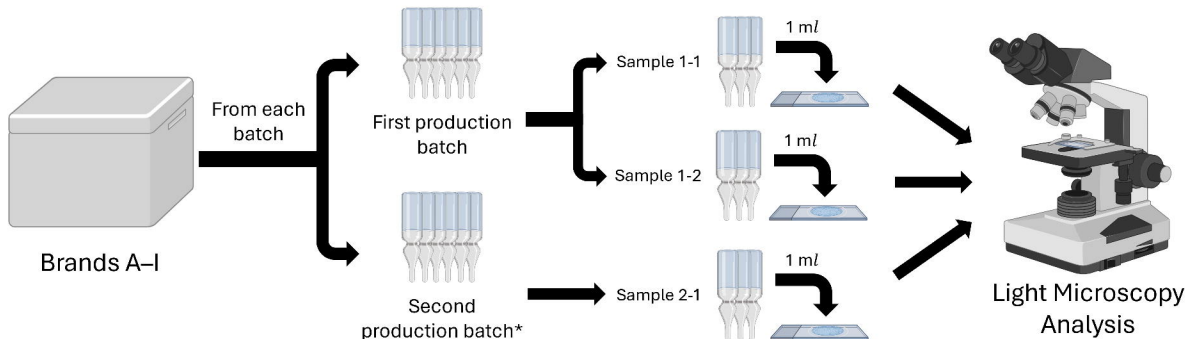 Brands A–I
From each
batch
First production
batch
Second
production batch*
Sample 1-1
1 ml
Sample 1-2
1 ml
Sample 2-1
1 ml
Light Microscopy
Analysis